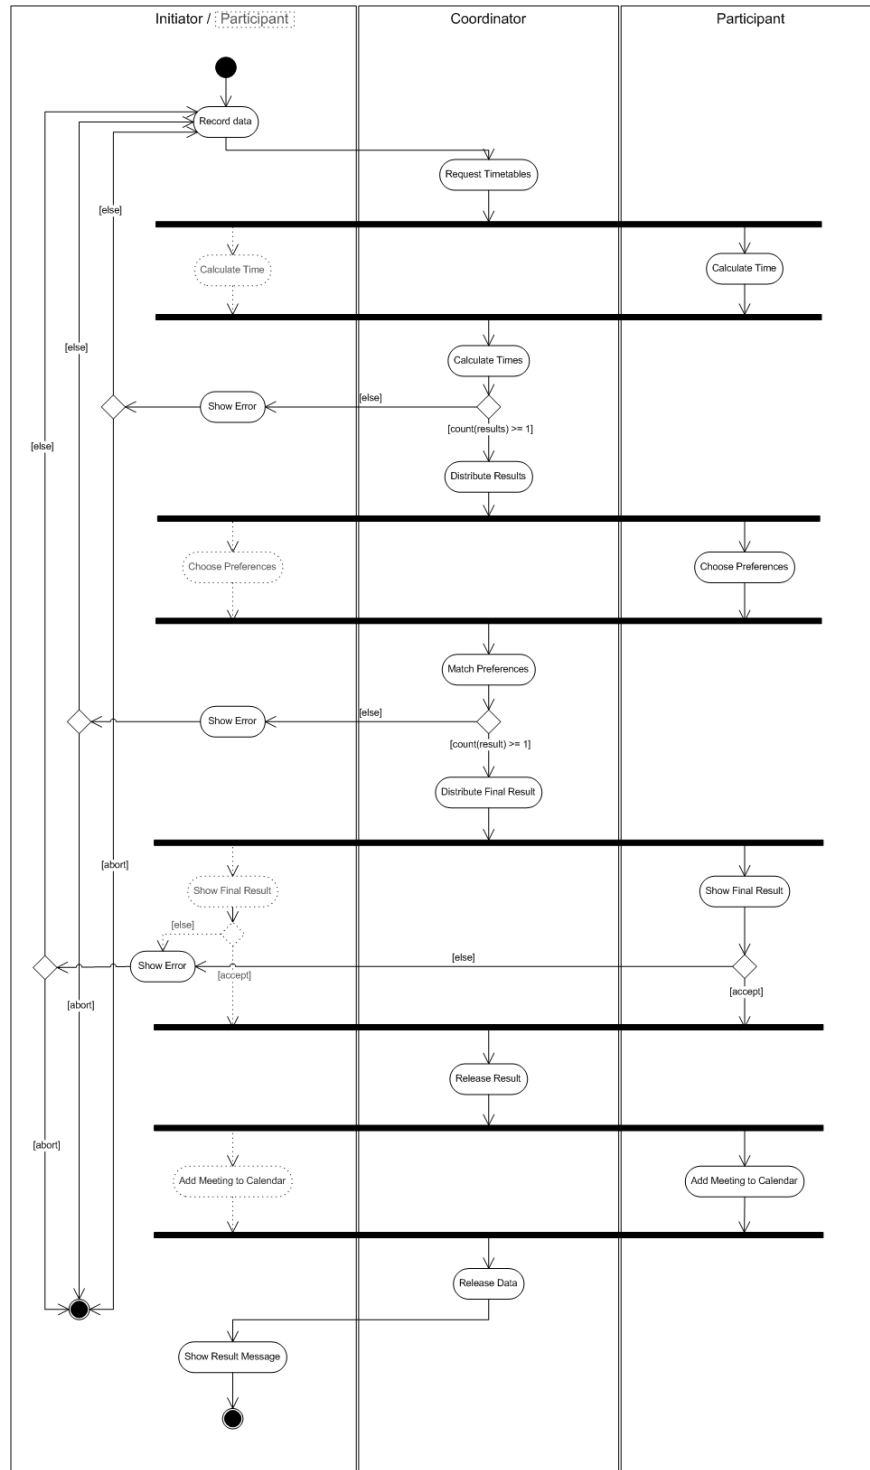 Initiator / Participant
Coordinator
Participant
Record data
Request Timetables
[else]
Calculate Time
Calculate Time
[else]
Calculate Times
Show Error
[else]
[count(results) >= 1]
[else]
Distribute Results
Choose Preferences
Choose Preferences
Match Preferences
Show Error
[else]
[count(result) >= 1]
Distribute Final Result
[abort]
Show Final Result
Show Final Result
[else]
Show Error
[else]
[accept]
[accept]
[abort]
Release Result
[abort]
Add Meeting to Calendar
Add Meeting to Calendar
Release Data
Show Result Message